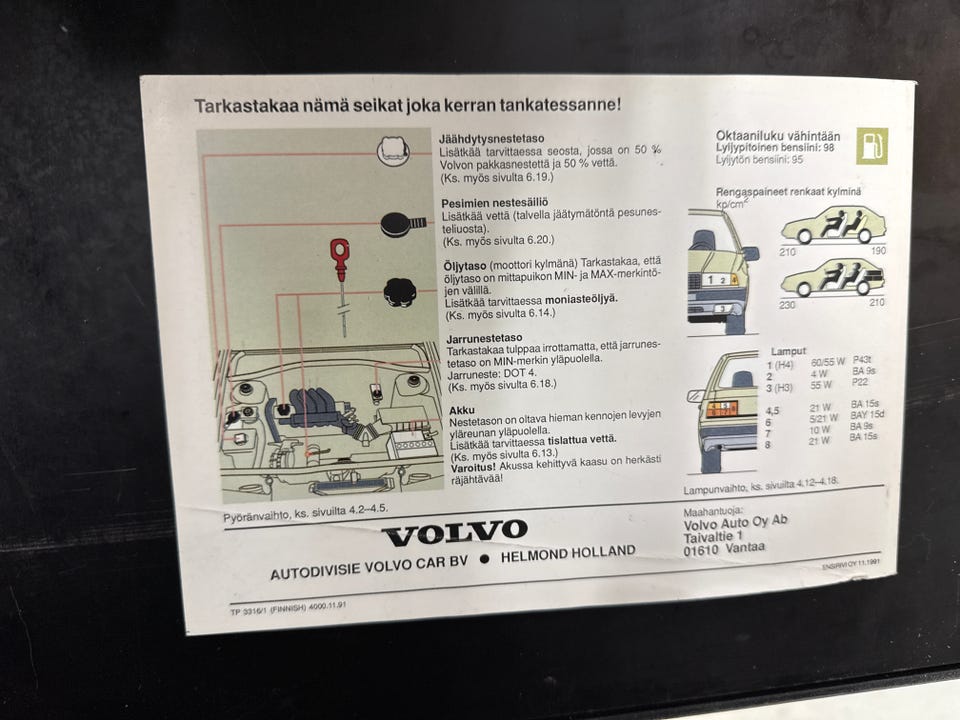 Tarkastakaa nämä seikat joka kerran tankatessanne!
Jäähdytysnestetaso
Lisätkää tarvittaessa seosta, jossa on 50 %
Volvon pakkasnestettä ja 50 % vettä.
(Ks. myös sivulta 6.19.)
Pesimien nestesäiliö
Lisätkää vettä (talvella jäätymätöntä pesunes-
teliuosta).
(Ks. myös sivulta 6.20.)
Öljytaso (moottori kylmänä) Tarkastakaa, että
öljytaso on mittapuikon MIN- ja MAX-merkintö-
jen välillä.
Lisätkää tarvittaessa moniasteöljyä.
(Ks. myös sivulta 6.14.)
Jarrunestetaso
Tarkastakaa tulppaa irrottamatta, että jarrunes-
tetaso on MIN-merkin yläpuolella.
Jarruneste: DOT 4.
(Ks. myös sivulta 6.18.)
Akku
Nestetason on oltava hieman kennojen levyjen
yläreunan yläpuolella.
Lisätkää tarvittaessa tislattua vettä.
(Ks. myös sivulta 6.13.)
Varoitus! Akussa kehittyvä kaasu on herkästi
räjähtävää!
Pyöränvaihto, ks. sivuilta 4.2–4.5.
Oktaaniluku vähintään
Lyijypitoinen bensiini: 98
Lyijytön bensiini: 95
Rengaspaineet renkaat kylminä
kp/cm²
210 190
230 210
1 2 4
3
Lamput
1 (H4) 60/55 W P43t
2 4 W BA 9s
3 (H3) 55 W P22
4,5 21 W BA 15s
6 5/21 W BAY 15d
7 10 W BA 9s
8 21 W BA 15s
Lampunvaihto, ks. sivuilta 4.12–4.18.
VOLVO
AUTODIVISIE VOLVO CAR BV ● HELMOND HOLLAND
Maahantuoja:
Volvo Auto Oy Ab
Taivaltie 1
01610 Vantaa
TP 3316/1 (FINNISH) 4000.11.91
ENSIRIVI OY 11.1991